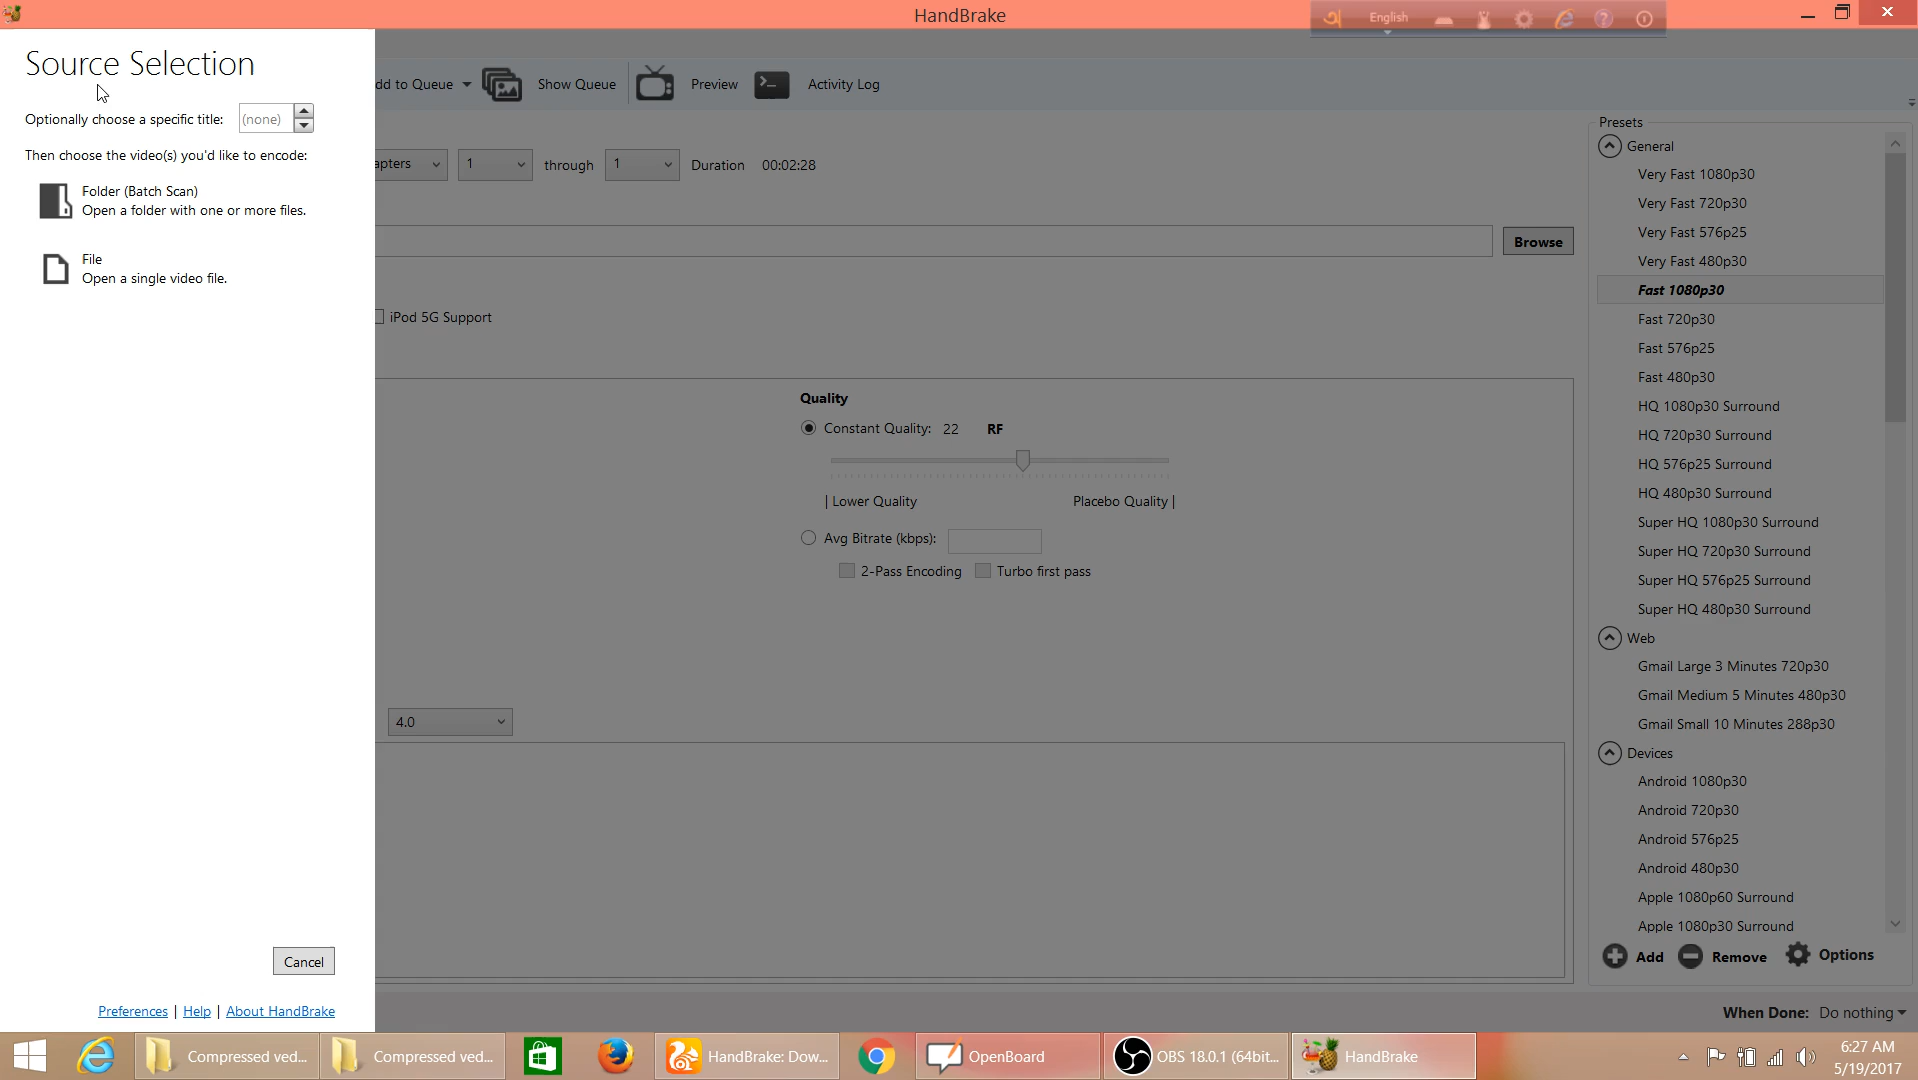 HandBrake
English
Source Selection
Optionally choose a specific title: (none)
Then choose the video(s) you'd like to encode:
Folder (Batch Scan)
Open a folder with one or more files.
File
Open a single video file.
Cancel
Preferences | Help | About HandBrake
dd to Queue
Show Queue
Preview
Activity Log
apters
1
through
1
Duration
00:02:28
Browse
iPod 5G Support
Quality
Constant Quality: 22 RF
| Lower Quality
Placebo Quality |
Avg Bitrate (kbps):
2-Pass Encoding
Turbo first pass
4.0
Presets
General
Very Fast 1080p30
Very Fast 720p30
Very Fast 576p25
Very Fast 480p30
Fast 1080p30
Fast 720p30
Fast 576p25
Fast 480p30
HQ 1080p30 Surround
HQ 720p30 Surround
HQ 576p25 Surround
HQ 480p30 Surround
Super HQ 1080p30 Surround
Super HQ 720p30 Surround
Super HQ 576p25 Surround
Super HQ 480p30 Surround
Web
Gmail Large 3 Minutes 720p30
Gmail Medium 5 Minutes 480p30
Gmail Small 10 Minutes 288p30
Devices
Android 1080p30
Android 720p30
Android 576p25
Android 480p30
Apple 1080p60 Surround
Apple 1080p30 Surround
Add
Remove
Options
When Done: Do nothing
Compressed ved...
Compressed ved...
HandBrake: Dow...
OpenBoard
OBS 18.0.1 (64bit...
HandBrake
6:27 AM
5/19/2017